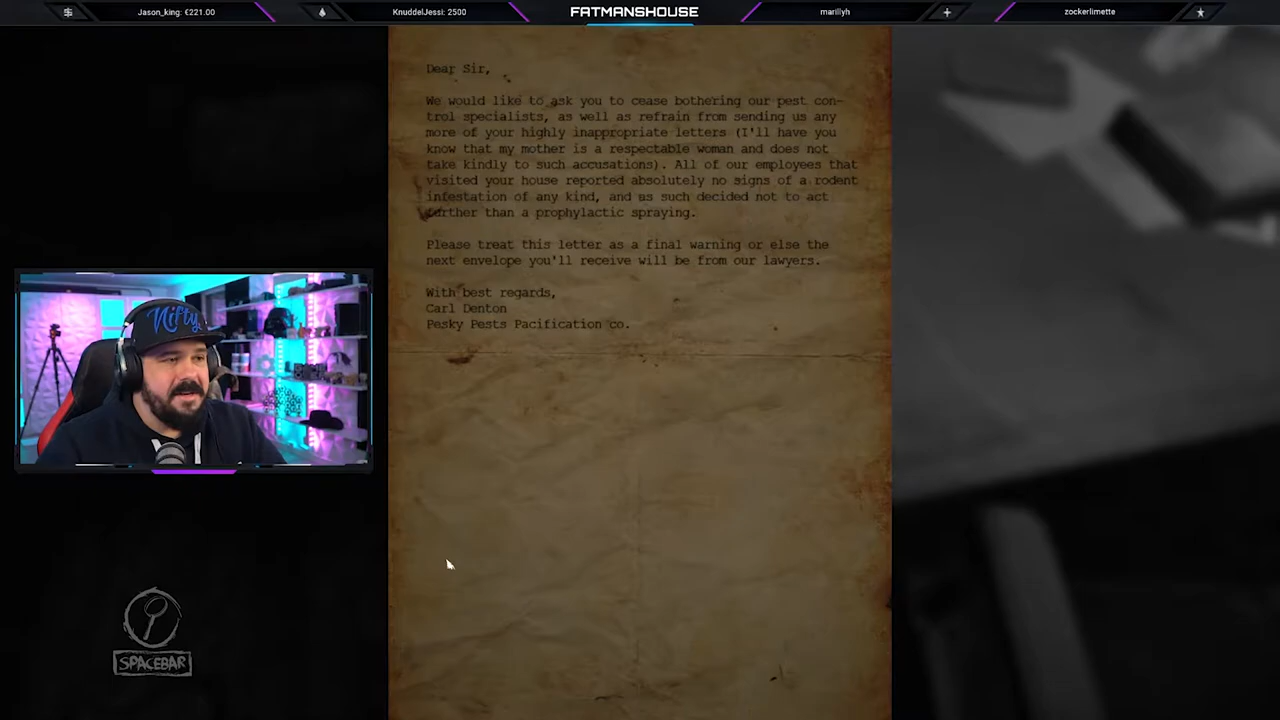 Jason_king: €221.00
KnuddelJessi: 2500
FATMANSHOUSE
marillyh
zockerlimette
Dear Sir,
We would like to ask you to cease bothering our pest con-
trol specialists, as well as refrain from sending us any
more of your highly inappropriate letters (I'll have you
know that my mother is a respectable woman and does not
take kindly to such accusations). All of our employees that
visited your house reported absolutely no signs of a rodent
infestation of any kind, and as such decided not to act
farther than a prophylactic spraying.
Please treat this letter as a final warning or else the
next envelope you'll receive will be from our lawyers.
With best regards,
Carl Denton
Pesky Pests Pacification co.
Nifty
SPACEBAR